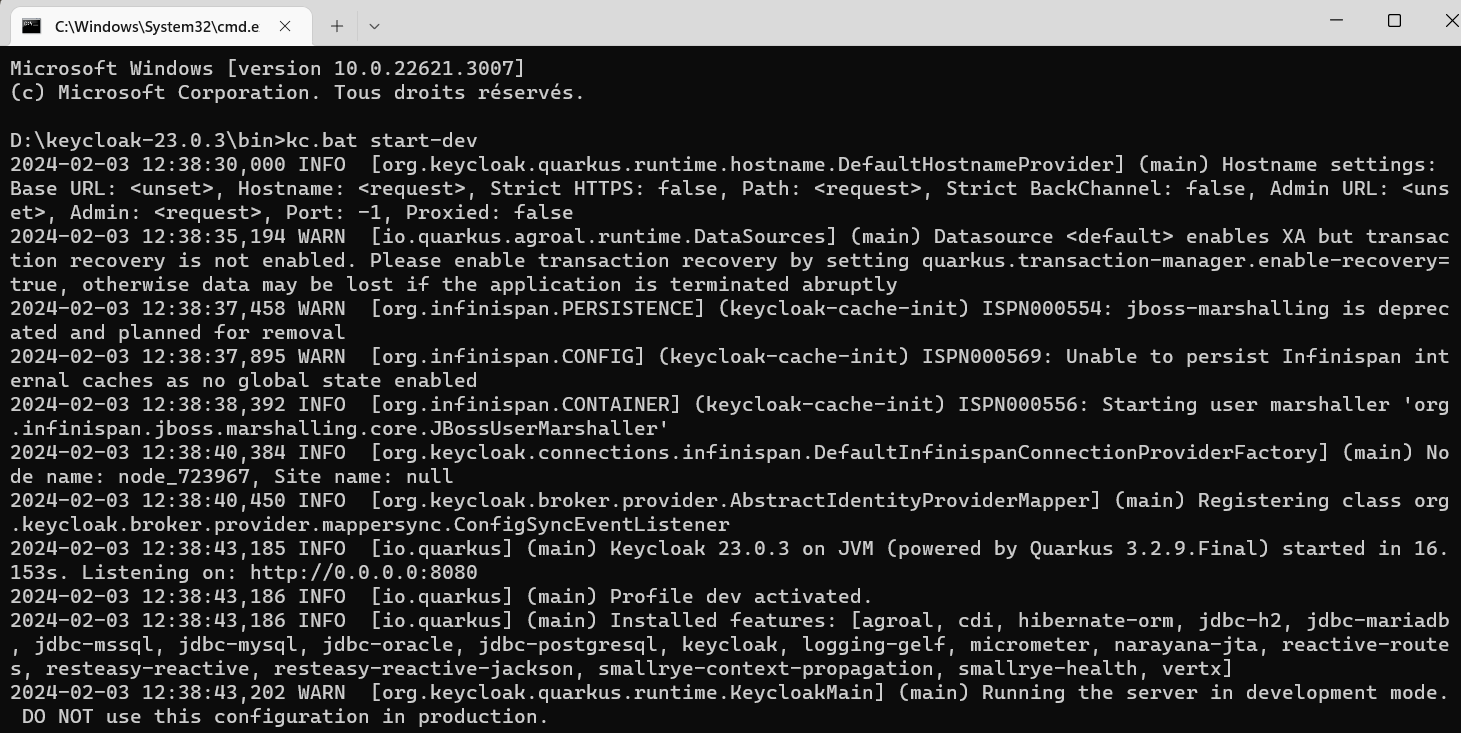 C:\Windows\System32\cmd.e
Microsoft Windows [version 10.0.22621.3007]
(c) Microsoft Corporation. Tous droits réservés.
D:\keycloak-23.0.3\bin>kc.bat start-dev
2024-02-03 12:38:30,000 INFO  [org.keycloak.quarkus.runtime.hostname.DefaultHostnameProvider] (main) Hostname settings:
Base URL: <unset>, Hostname: <request>, Strict HTTPS: false, Path: <request>, Strict BackChannel: false, Admin URL: <uns
et>, Admin: <request>, Port: -1, Proxied: false
2024-02-03 12:38:35,194 WARN  [io.quarkus.agroal.runtime.DataSources] (main) Datasource <default> enables XA but transac
tion recovery is not enabled. Please enable transaction recovery by setting quarkus.transaction-manager.enable-recovery=
true, otherwise data may be lost if the application is terminated abruptly
2024-02-03 12:38:37,458 WARN  [org.infinispan.PERSISTENCE] (keycloak-cache-init) ISPN000554: jboss-marshalling is deprec
ated and planned for removal
2024-02-03 12:38:37,895 WARN  [org.infinispan.CONFIG] (keycloak-cache-init) ISPN000569: Unable to persist Infinispan int
ernal caches as no global state enabled
2024-02-03 12:38:38,392 INFO  [org.infinispan.CONTAINER] (keycloak-cache-init) ISPN000556: Starting user marshaller 'org
.infinispan.jboss.marshalling.core.JBossUserMarshaller'
2024-02-03 12:38:40,384 INFO  [org.keycloak.connections.infinispan.DefaultInfinispanConnectionProviderFactory] (main) No
de name: node_723967, Site name: null
2024-02-03 12:38:40,450 INFO  [org.keycloak.broker.provider.AbstractIdentityProviderMapper] (main) Registering class org
.keycloak.broker.provider.mappersync.ConfigSyncEventListener
2024-02-03 12:38:43,185 INFO  [io.quarkus] (main) Keycloak 23.0.3 on JVM (powered by Quarkus 3.2.9.Final) started in 16.
153s. Listening on: http://0.0.0.0:8080
2024-02-03 12:38:43,186 INFO  [io.quarkus] (main) Profile dev activated.
2024-02-03 12:38:43,186 INFO  [io.quarkus] (main) Installed features: [agroal, cdi, hibernate-orm, jdbc-h2, jdbc-mariadb
, jdbc-mssql, jdbc-mysql, jdbc-oracle, jdbc-postgresql, keycloak, logging-gelf, micrometer, narayana-jta, reactive-route
s, resteasy-reactive, resteasy-reactive-jackson, smallrye-context-propagation, smallrye-health, vertx]
2024-02-03 12:38:43,202 WARN  [org.keycloak.quarkus.runtime.KeycloakMain] (main) Running the server in development mode.
 DO NOT use this configuration in production.